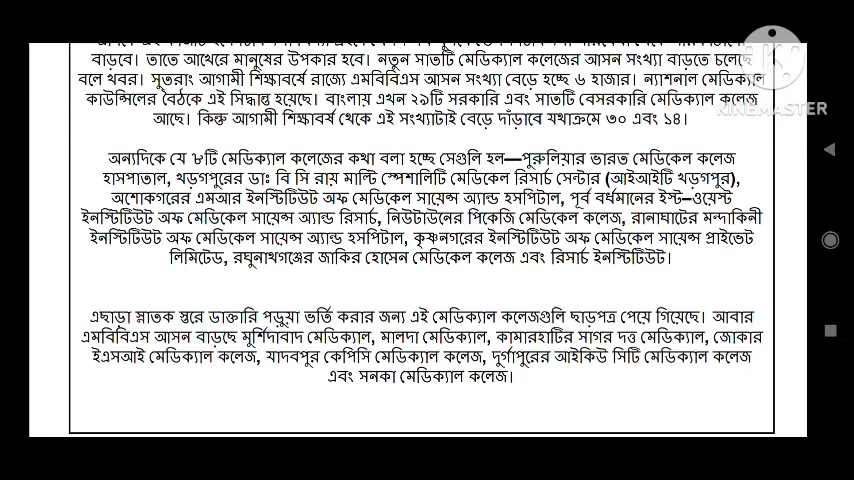 বাড়বে। তাতে আখেরে মানুষের উপকার হবে। নতুন সাতটি মেডিক্যাল কলেজের আসন সংখ্যা বাড়তে চলেছে
বলে খবর। সুতরাং আগামী শিক্ষাবর্ষে রাজ্যে এমবিবিএস আসন সংখ্যা বেড়ে হচ্ছে ৬ হাজার। ন্যাশনাল মেডিক্যাল
কাউন্সিলের বৈঠকে এই সিদ্ধান্ত হয়েছে। বাংলায় এখন ২৯টি সরকারি এবং সাতটি বেসরকারি মেডিক্যাল কলেজ
আছে। কিন্তু আগামী শিক্ষাবর্ষ থেকে এই সংখ্যাটাই বেড়ে দাঁড়াবে যথাক্রমে ৩০ এবং ১৪।
KINEMASTER
অন্যদিকে যে ৮টি মেডিক্যাল কলেজের কথা বলা হচ্ছে সেগুলি হল—পুরুলিয়ার ভারত মেডিকেল কলেজ
হাসপাতাল, খড়গপুরের ডাঃ বি সি রায় মাল্টি স্পেশালিটি মেডিকেল রিসার্চ সেন্টার (আইআইটি খড়গপুর),
অশোকগরের এমআর ইনস্টিটিউট অফ মেডিকেল সায়েন্স অ্যান্ড হসপিটাল, পূর্ব বর্ধমানের ইস্ট–ওয়েস্ট
ইনস্টিটিউট অফ মেডিকেল সায়েন্স অ্যান্ড রিসার্চ, নিউটাউনের পিকেজি মেডিকেল কলেজ, রানাঘাটের মন্দাকিনী
ইনস্টিটিউট অফ মেডিকেল সায়েন্স অ্যান্ড হসপিটাল, কৃষ্ণনগরের ইনস্টিটিউট অফ মেডিকেল সায়েন্স প্রাইভেট
লিমিটেড, রঘুনাথগঞ্জের জাকির হোসেন মেডিকেল কলেজ এবং রিসার্চ ইনস্টিটিউট।
এছাড়া স্নাতক স্তরে ডাক্তারি পড়ুয়া ভর্তি করার জন্য এই মেডিক্যাল কলেজগুলি ছাড়পত্র পেয়ে গিয়েছে। আবার
এমবিবিএস আসন বাড়ছে মুর্শিদাবাদ মেডিক্যাল, মালদা মেডিক্যাল, কামারহাটির সাগর দত্ত মেডিক্যাল, জোকার
ইএসআই মেডিক্যাল কলেজ, যাদবপুর কেপিসি মেডিক্যাল কলেজ, দুর্গাপুরের আইকিউ সিটি মেডিক্যাল কলেজ
এবং সনকা মেডিক্যাল কলেজ।